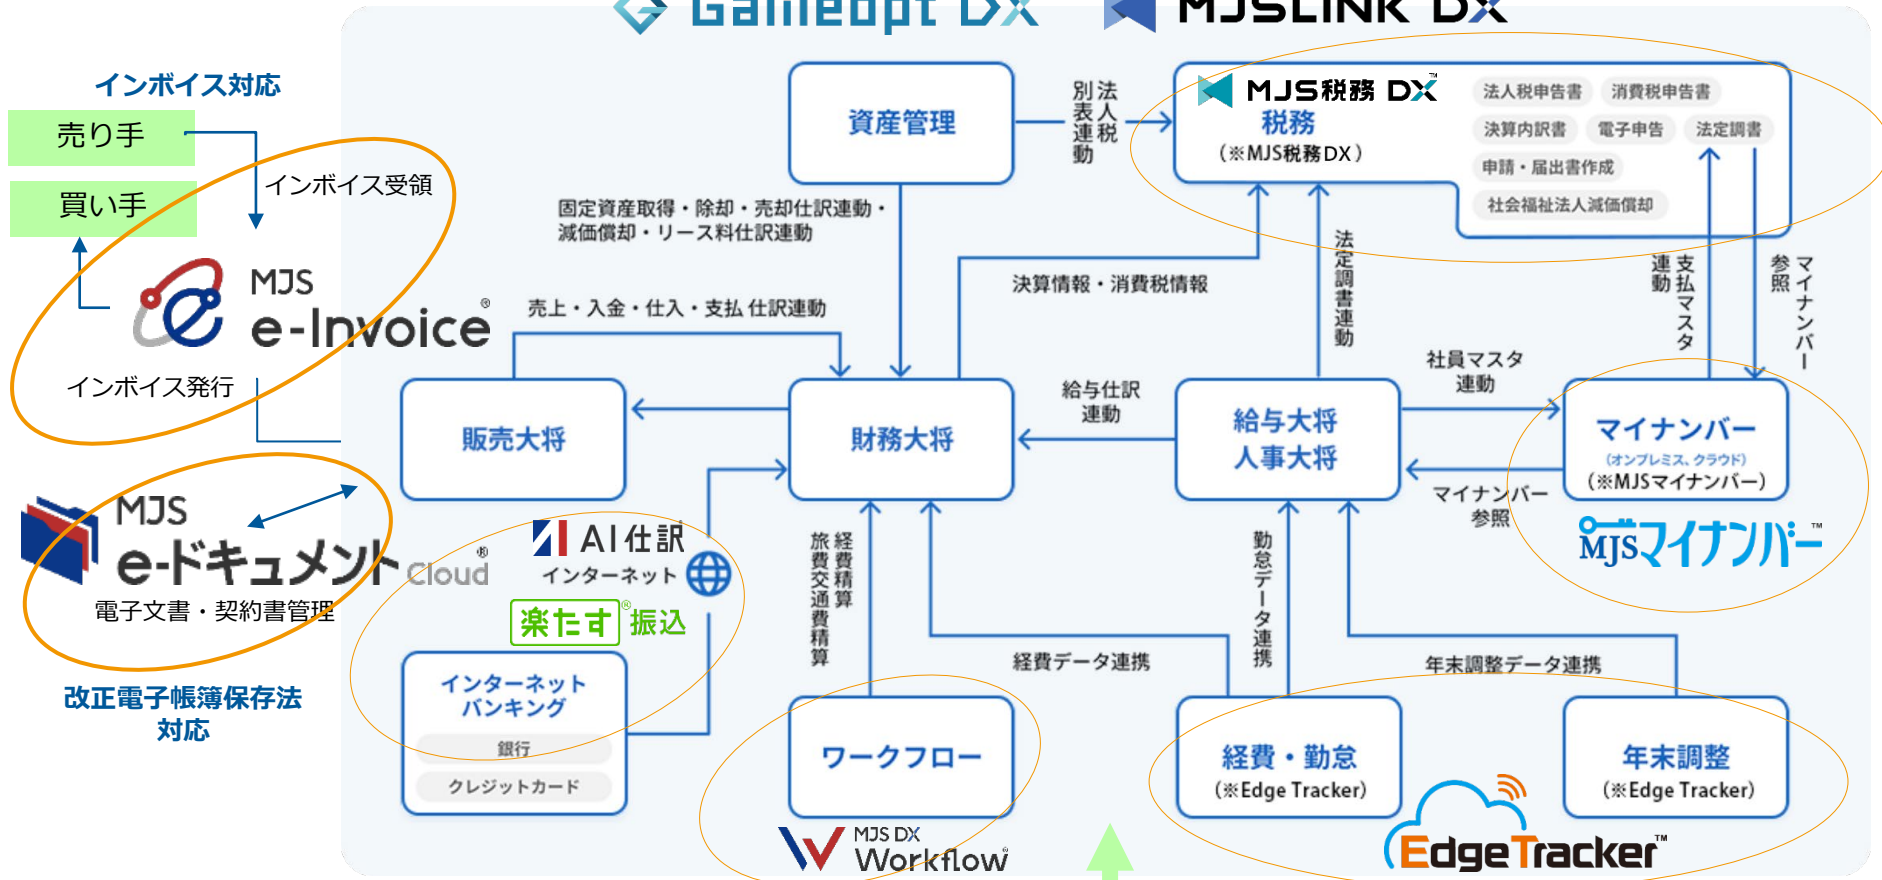 Galileopt DX
MJSLINK DX
インボイス対応
売り手
買い手
インボイス受領
MJS
e-Invoice®
インボイス発行
MJS
e-ドキュメント Cloud®
電子文書・契約書管理
改正電子帳簿保存法
対応
資産管理
法人税
別表連動
MJS税務 DX™
税務
(※MJS税務DX)
法人税申告書
消費税申告書
決算内訳書
電子申告
法定調書
申請・届出書作成
社会福祉法人減価償却
固定資産取得・除却・売却仕訳連動・
減価償却・リース料仕訳連動
決算情報・消費税情報
法定調書連動
支払マスタ
連動
マイナンバー
参照
売上・入金・仕入・支払 仕訳連動
販売大将
財務大将
給与仕訳
連動
給与大将
人事大将
社員マスタ
連動
マイナンバー
参照
マイナンバー
(オンプレミス、クラウド)
(※MJSマイナンバー)
MJSマイナンバー™
AI仕訳
インターネット
楽たす®振込
インターネット
バンキング
銀行
クレジットカード
経費精算
旅費交通費精算
経費データ連携
勤怠データ連携
年末調整データ連携
ワークフロー
MJS DX
Workflow®
経費・勤怠
(※Edge Tracker)
年末調整
(※Edge Tracker)
EdgeTracker™